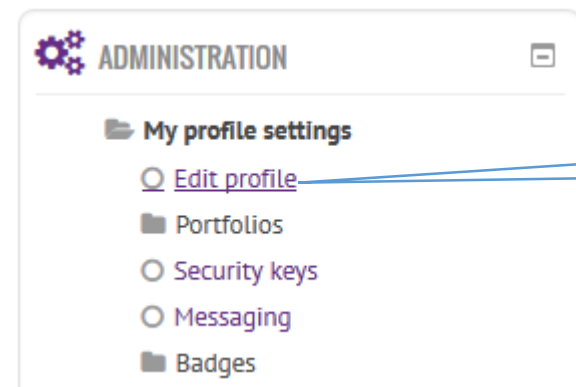 ADMINISTRATION
My profile settings
Edit profile
Portfolios
Security keys
Messaging
Badges